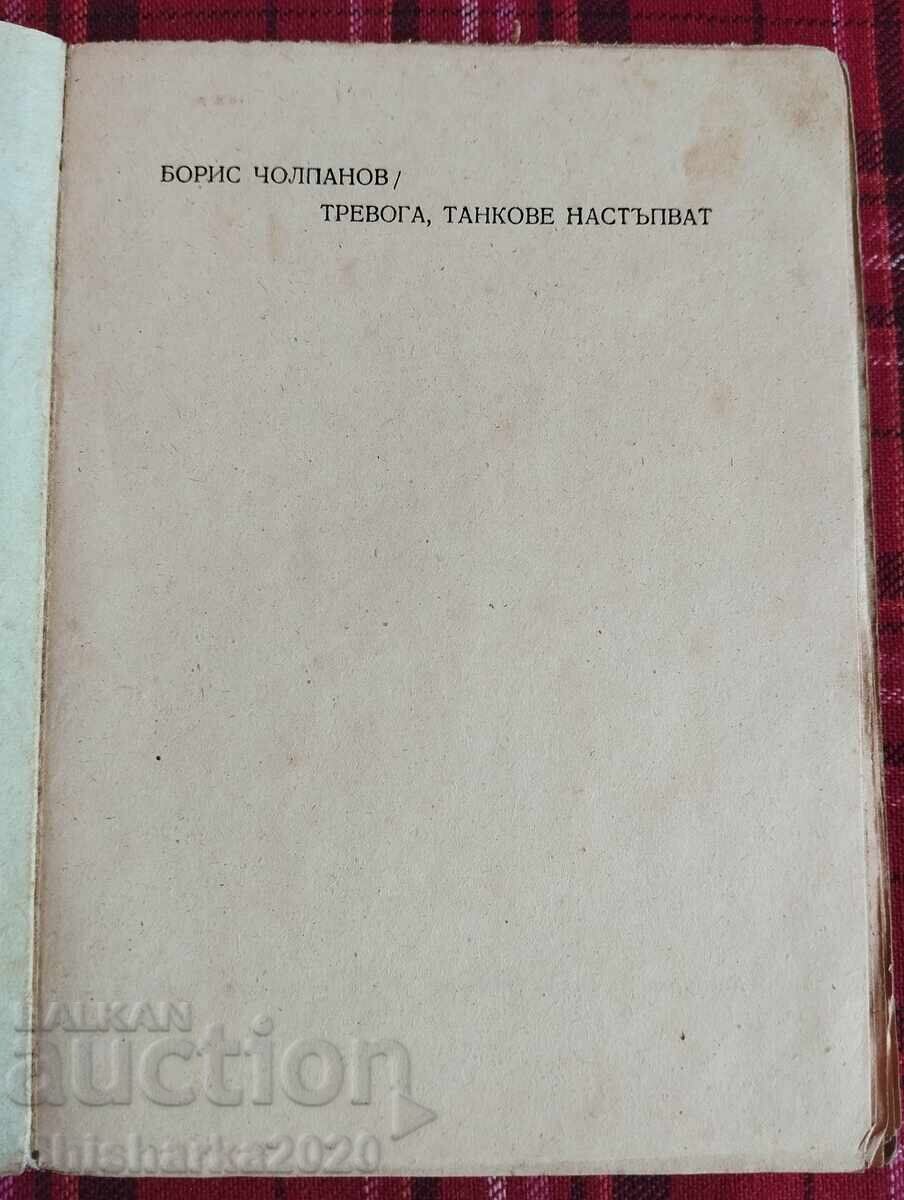 БОРИС ЧОЛПАНОВ/
ТРЕВОГА, ТАНКОВЕ НАСТЪПВАТ
BALKAN
auction
chisharka2020